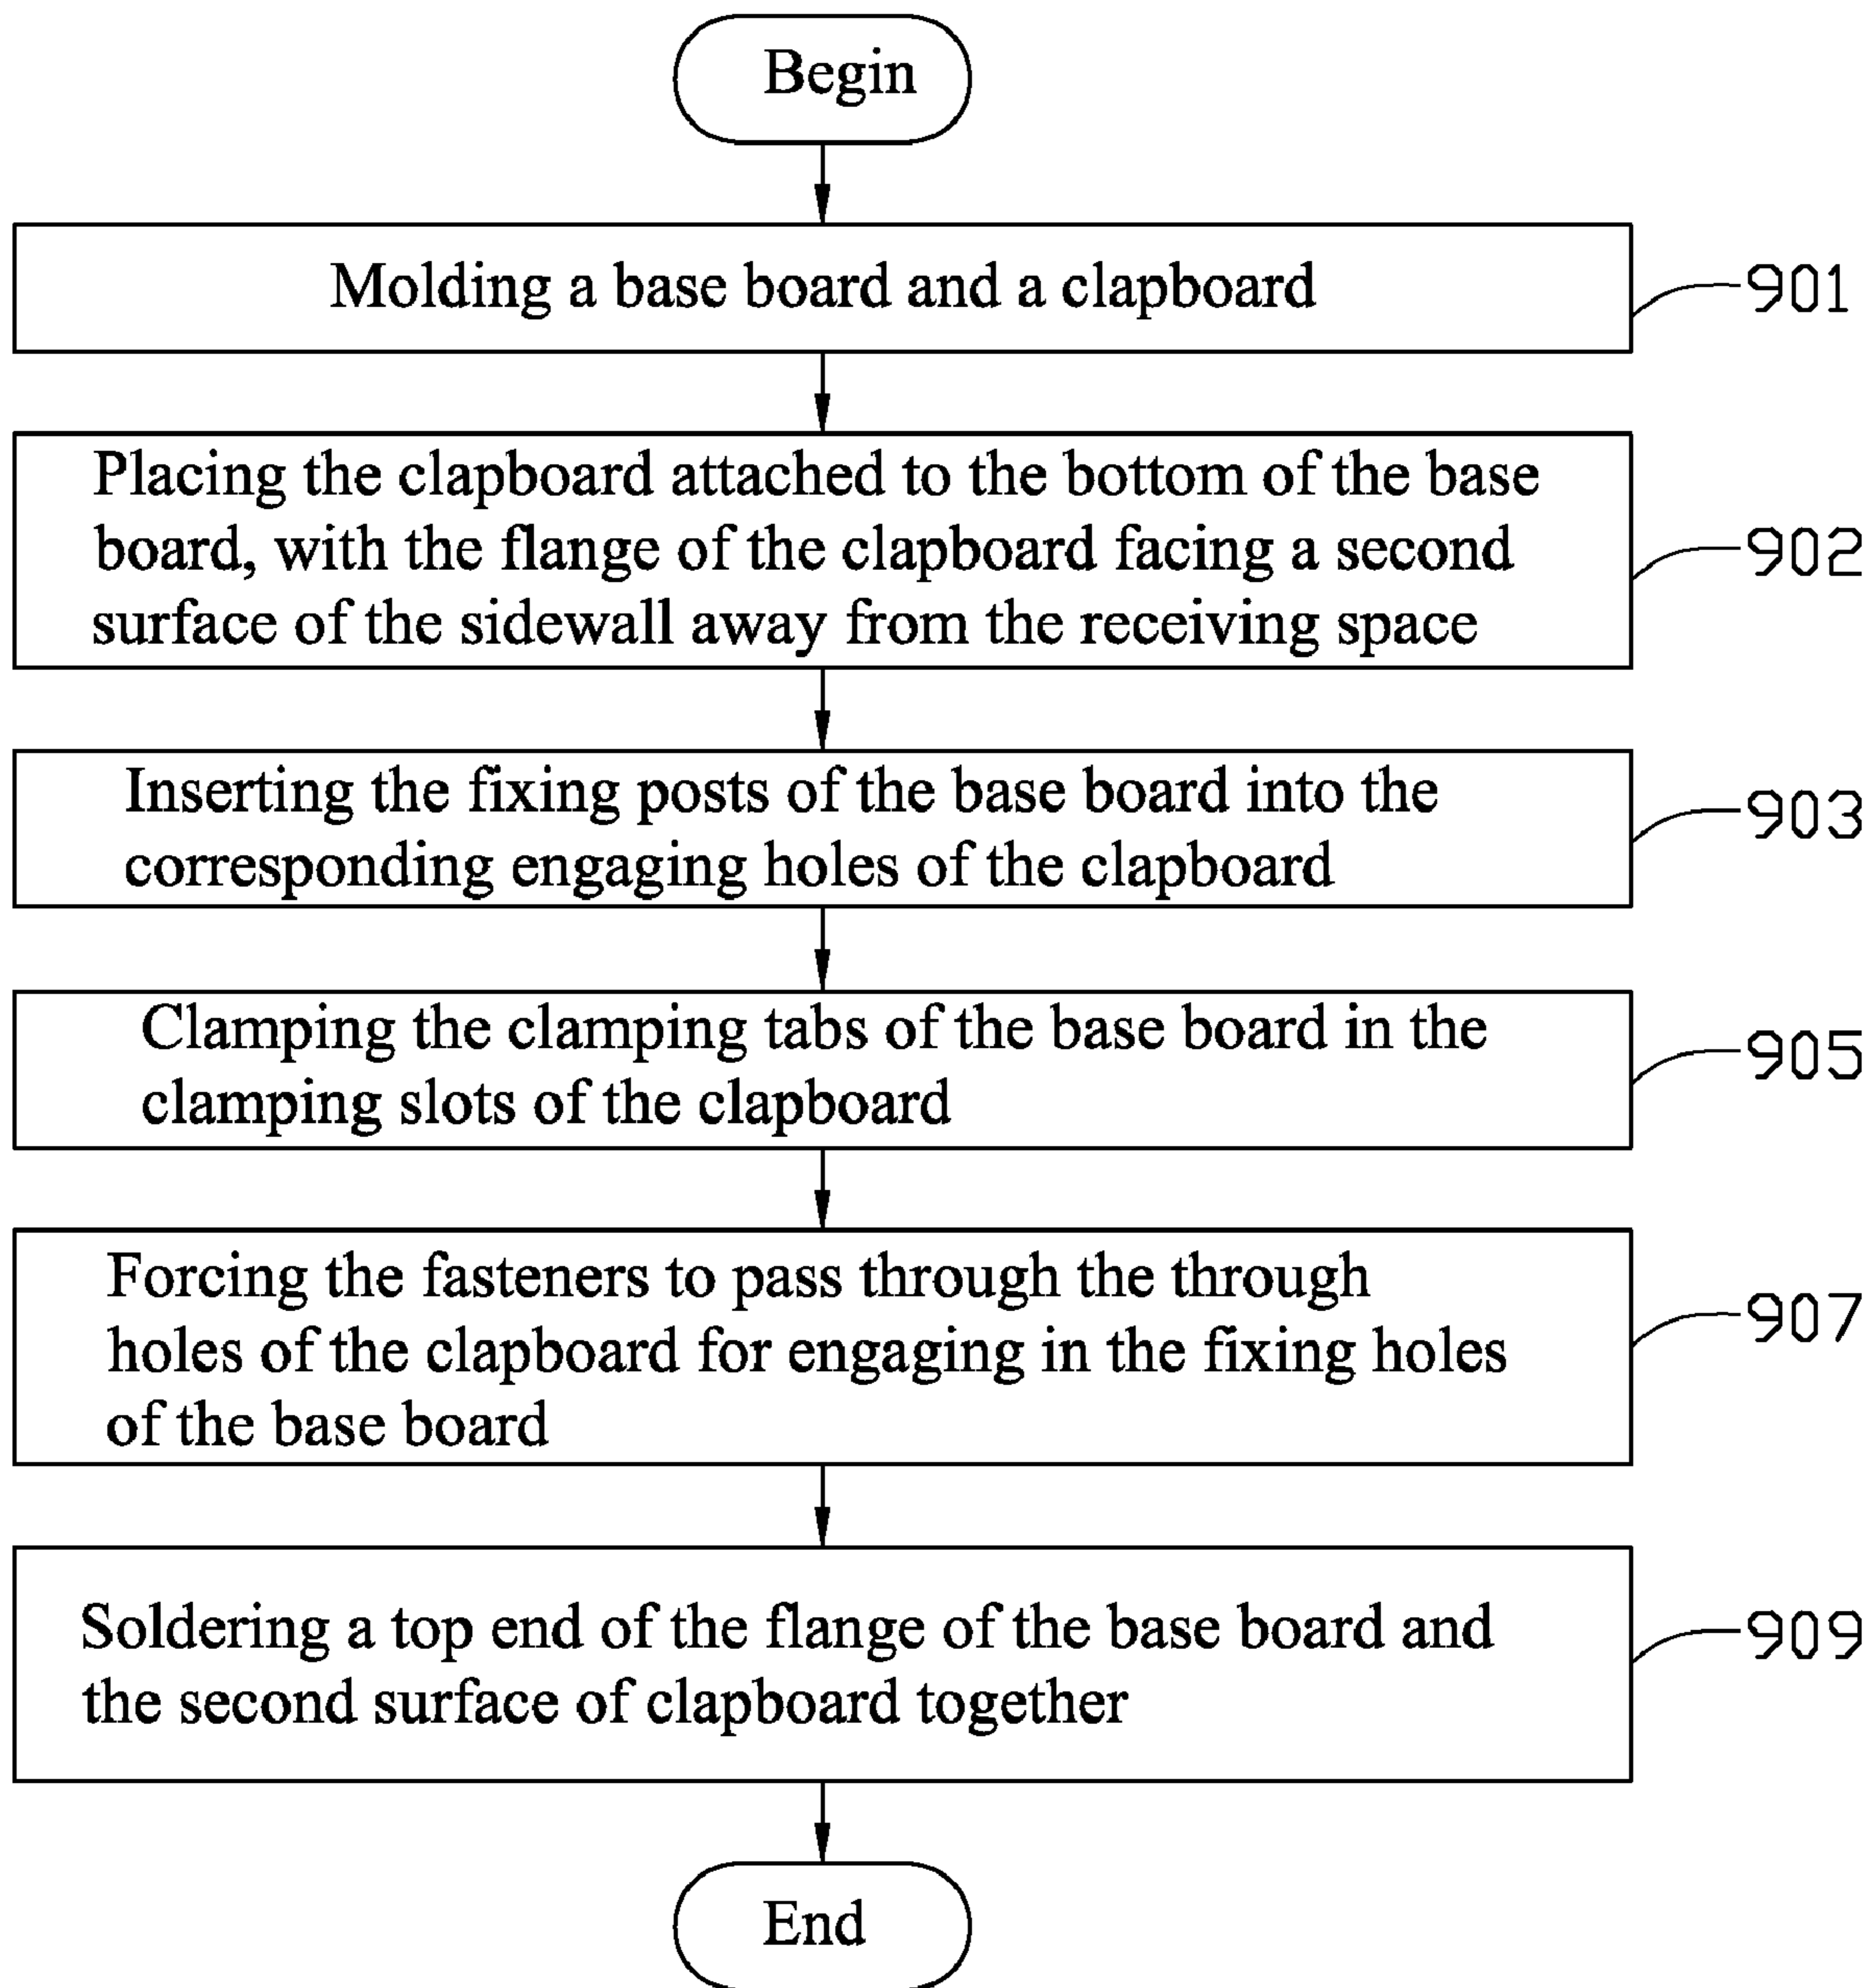 Begin
Molding a base board and a clapboard
901
Placing the clapboard attached to the bottom of the base
board, with the flange of the clapboard facing a second
surface of the sidewall away from the receiving space
902
Inserting the fixing posts of the base board into the
corresponding engaging holes of the clapboard
903
Clamping the clamping tabs of the base board in the
clamping slots of the clapboard
905
Forcing the fasteners to pass through the through
holes of the clapboard for engaging in the fixing holes
of the base board
907
Soldering a top end of the flange of the base board and
the second surface of clapboard together
909
End